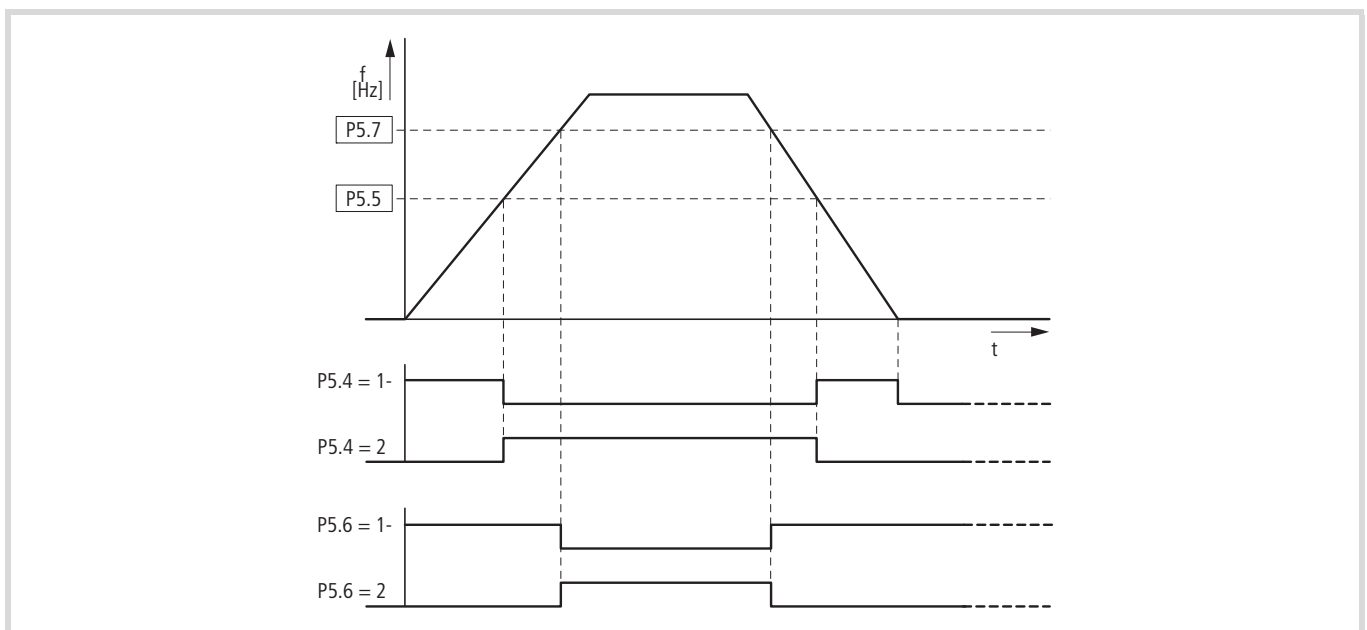 f
[Hz]
P5.7
P5.5
t
P5.4 = 1-
P5.4 = 2
P5.6 = 1-
P5.6 = 2